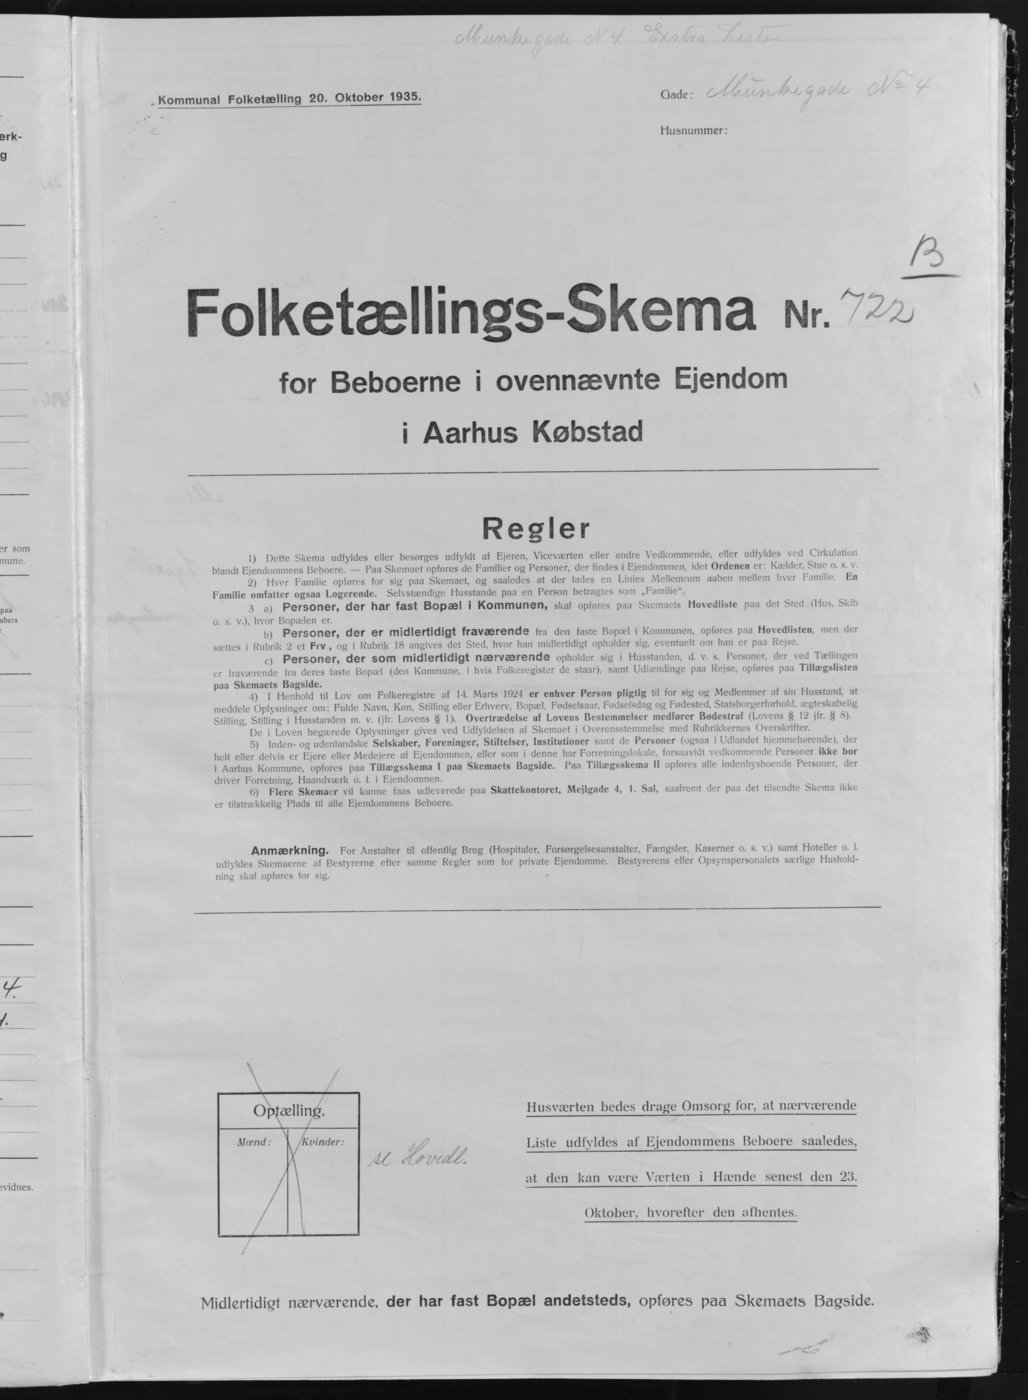 Munkegade N 4 Exstra Liste
Kommunal Folketælling 20. Oktober 1935.
Gade: Munkegade No 4
Husnummer:
B
Folketællings-Skema Nr. 722
for Beboerne i ovennævnte Ejendom
i Aarhus Købstad
Regler
1) Dette Skema udfyldes eller besørges udfyldt af Ejeren, Viceværten eller andre Vedkommende, eller udfyldes ved Cirkulation
blandt Ejendommens Beboere. — Paa Skemaet opføres de Familier og Personer, der findes i Ejendommen, idet Ordenen er: Kælder, Stue o. s. v.
2) Hver Familie opføres for sig paa Skemaet, og saaledes at der lades en Linies Mellemrum aaben mellem hver Familie. En
Familie omfatter ogsaa Logerende. Selvstændige Husstande paa en Person betragtes som „Familie“.
3 a) Personer, der har fast Bopæl i Kommunen, skal opføres paa Skemaets Hovedliste paa det Sted (Hus, Skib
o. s. v.), hvor Bopælen er.
b) Personer, der er midlertidigt fraværende fra den faste Bopæl i Kommunen, opføres paa Hovedlisten, men der
sættes i Rubrik 2 et Frv, og i Rubrik 18 angives det Sted, hvor han midlertidigt opholder sig, eventuelt om han er paa Rejse.
c) Personer, der som midlertidigt nærværende opholder sig i Husstanden, d. v. s. Personer, der ved Tællingen
er fraværende fra deres faste Bopæl (den Kommune, i hvis Folkeregister de staar), samt Udlændinge paa Rejse, opføres paa Tillægslisten
paa Skemaets Bagside.
4) I Henhold til Lov om Folkeregistre af 14. Marts 1924 er enhver Person pligtig til for sig og Medlemmer af sin Husstand, at
meddele Oplysninger om: Fulde Navn, Køn, Stilling eller Erhverv, Bopæl, Fødselsaar, Fødselsdag og Fødested, Statsborgerforhold, ægteskabelig
Stilling, Stilling i Husstanden m. v. (jfr. Lovens § 1). Overtrædelse af Lovens Bestemmelser medfører Bødestraf (Lovens § 12 jfr. § 8).
De i Loven begærede Oplysninger gives ved Udfyldelsen af Skemaet i Overensstemmelse med Rubrikkernes Overskrifter.
5) Inden- og udenlandske Selskaber, Foreninger, Stiftelser, Institutioner samt de Personer (ogsaa i Udlandet hjemmehørende), der
helt eller delvis er Ejere eller Medejere af Ejendommen, eller som i denne har Forretningslokale, forsaavidt vedkommende Personer ikke bor
i Aarhus Kommune, opføres paa Tillægsskema I paa Skemaets Bagside. Paa Tillægsskema II opføres alle indenbysboende Personer, der
driver Forretning, Haandværk o. l. i Ejendommen.
6) Flere Skemaer vil kunne faas udleverede paa Skattekontoret, Mejlgade 4, 1. Sal, saafremt der paa det tilsendte Skema ikke
er tilstrækkelig Plads til alle Ejendommens Beboere.
Anmærkning. For Anstalter til offentlig Brug (Hospitaler, Forsørgelsesanstalter, Fængsler, Kaserner o. s. v.) samt Hoteller o. l.
udfyldes Skemaerne af Bestyrerne efter samme Regler som for private Ejendomme. Bestyrerens eller Opsynspersonalets særlige Hushold-
ning skal opføres for sig.
Optælling.
Mænd: Kvinder:
se Hovedl.
Husværten bedes drage Omsorg for, at nærværende
Liste udfyldes af Ejendommens Beboere saaledes,
at den kan være Værten i Hænde senest den 23.
Oktober, hvorefter den afhentes.
Midlertidigt nærværende, der har fast Bopæl andetsteds, opføres paa Skemaets Bagside.